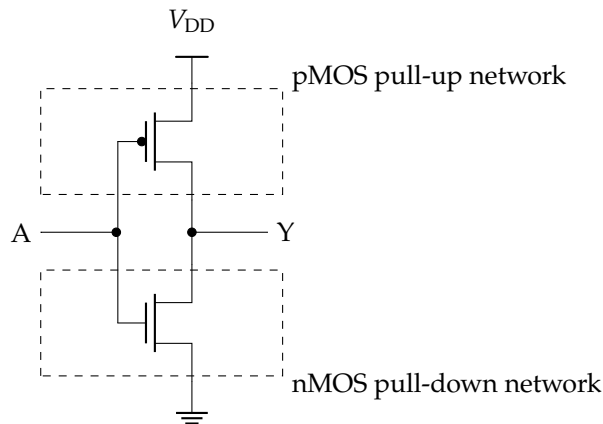 V_DD
pMOS pull-up network
A
Y
nMOS pull-down network